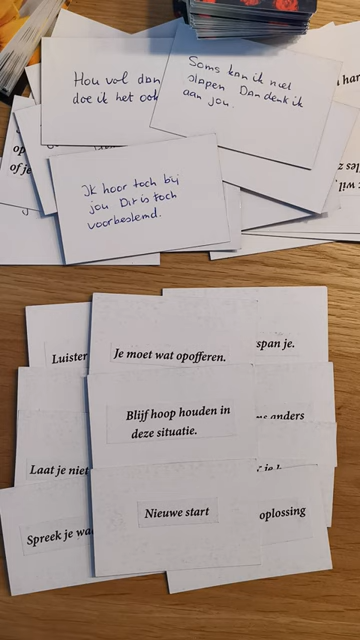 Hou vol dan
doe ik het ook
Soms kan ik niet
slapen. Dan denk ik
aan jou.
of je
Ik hoor toch bij
jou. Dit is toch
voorbestemd.
Luister
Je moet wat opofferen.
span je.
Blijf hoop houden in
deze situatie.
anders
Laat je niet
Nieuwe start
oplossing
Spreek je